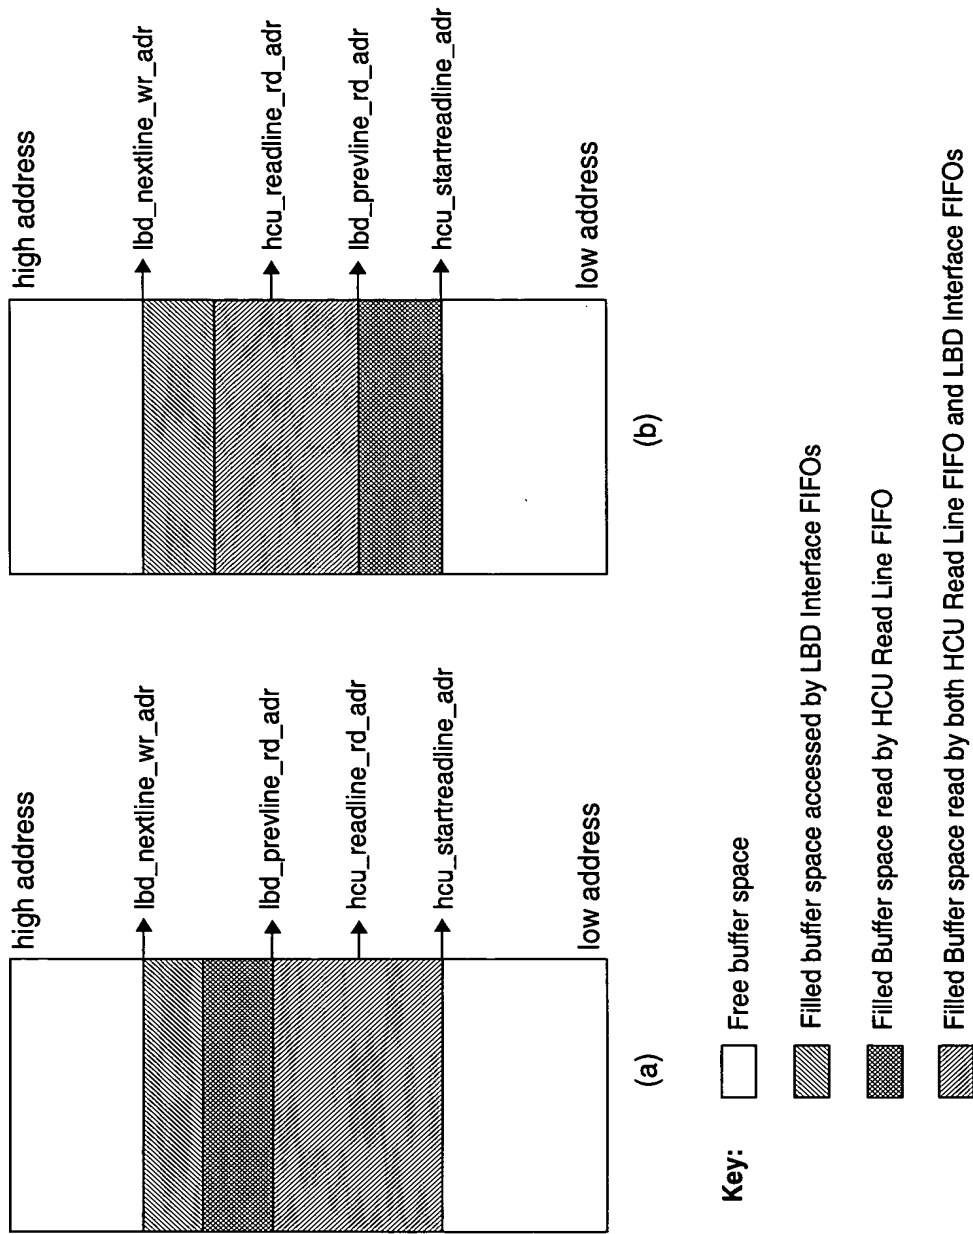 high address
lbd_nextline_wr_adr
lbd_prevline_rd_adr
hcu_readline_rd_adr
hcu_startreadline_adr
low address
(a)
high address
lbd_nextline_wr_adr
hcu_readline_rd_adr
lbd_prevline_rd_adr
hcu_startreadline_adr
low address
(b)
Key:
Free buffer space
Filled buffer space accessed by LBD Interface FIFOs
Filled Buffer space read by HCU Read Line FIFO
Filled Buffer space read by both HCU Read Line FIFO and LBD Interface FIFOs